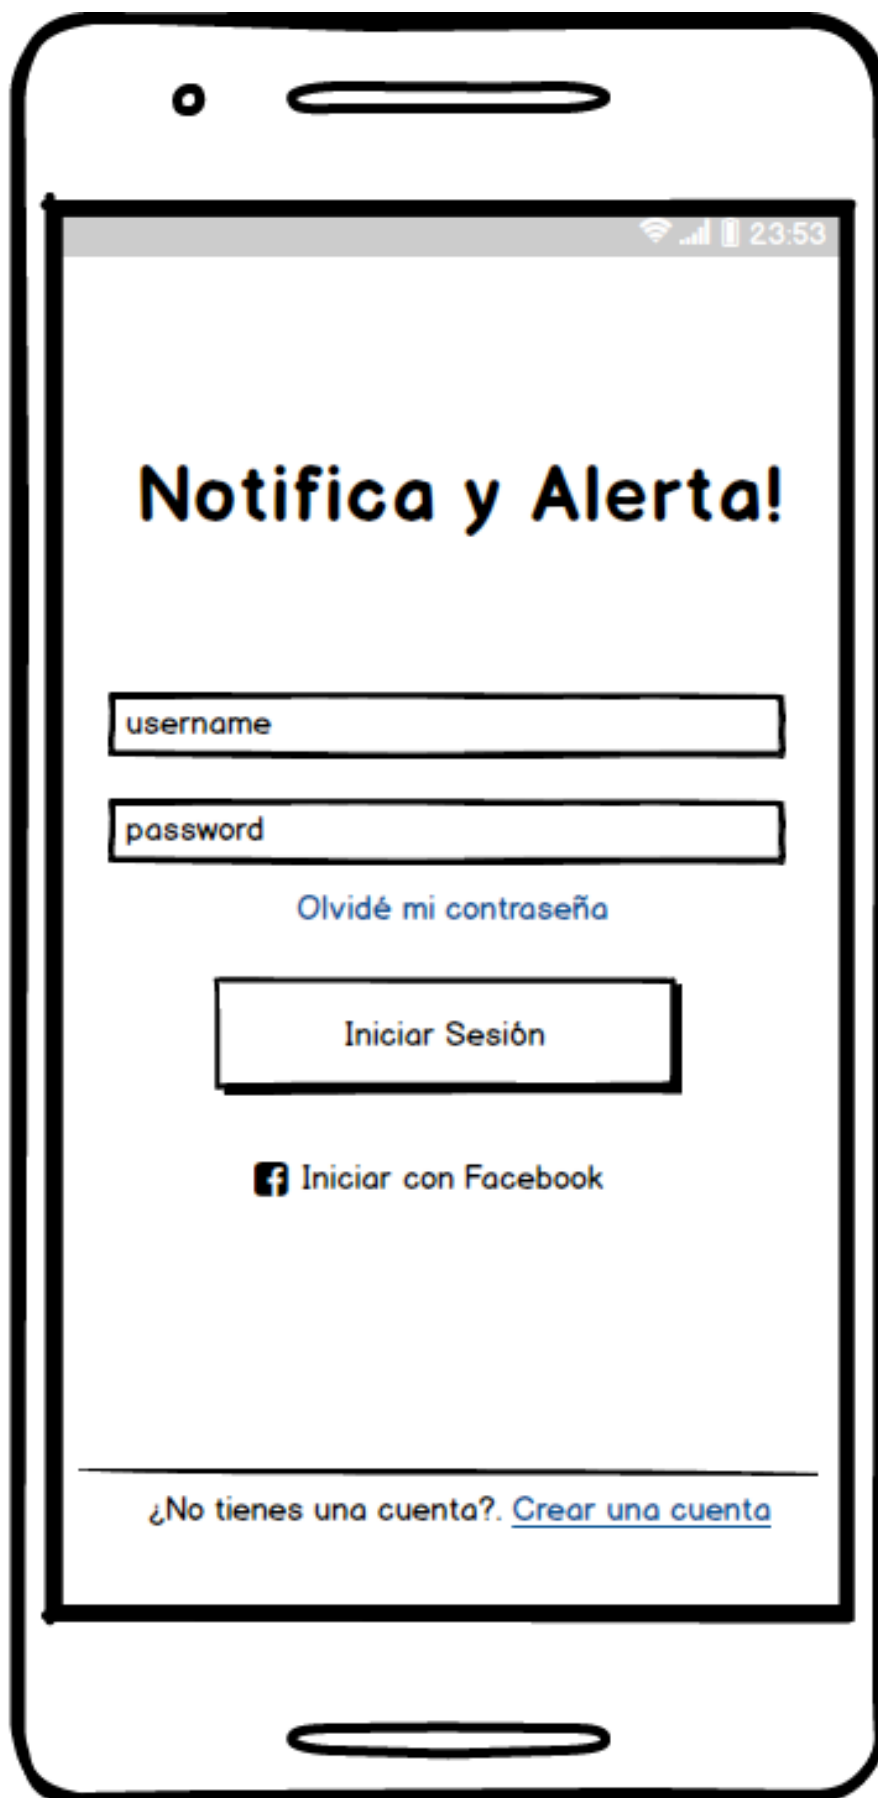 23:53
Notifica y Alerta!
username
password
Olvidé mi contraseña
Iniciar Sesión
Iniciar con Facebook
¿No tienes una cuenta?. Crear una cuenta